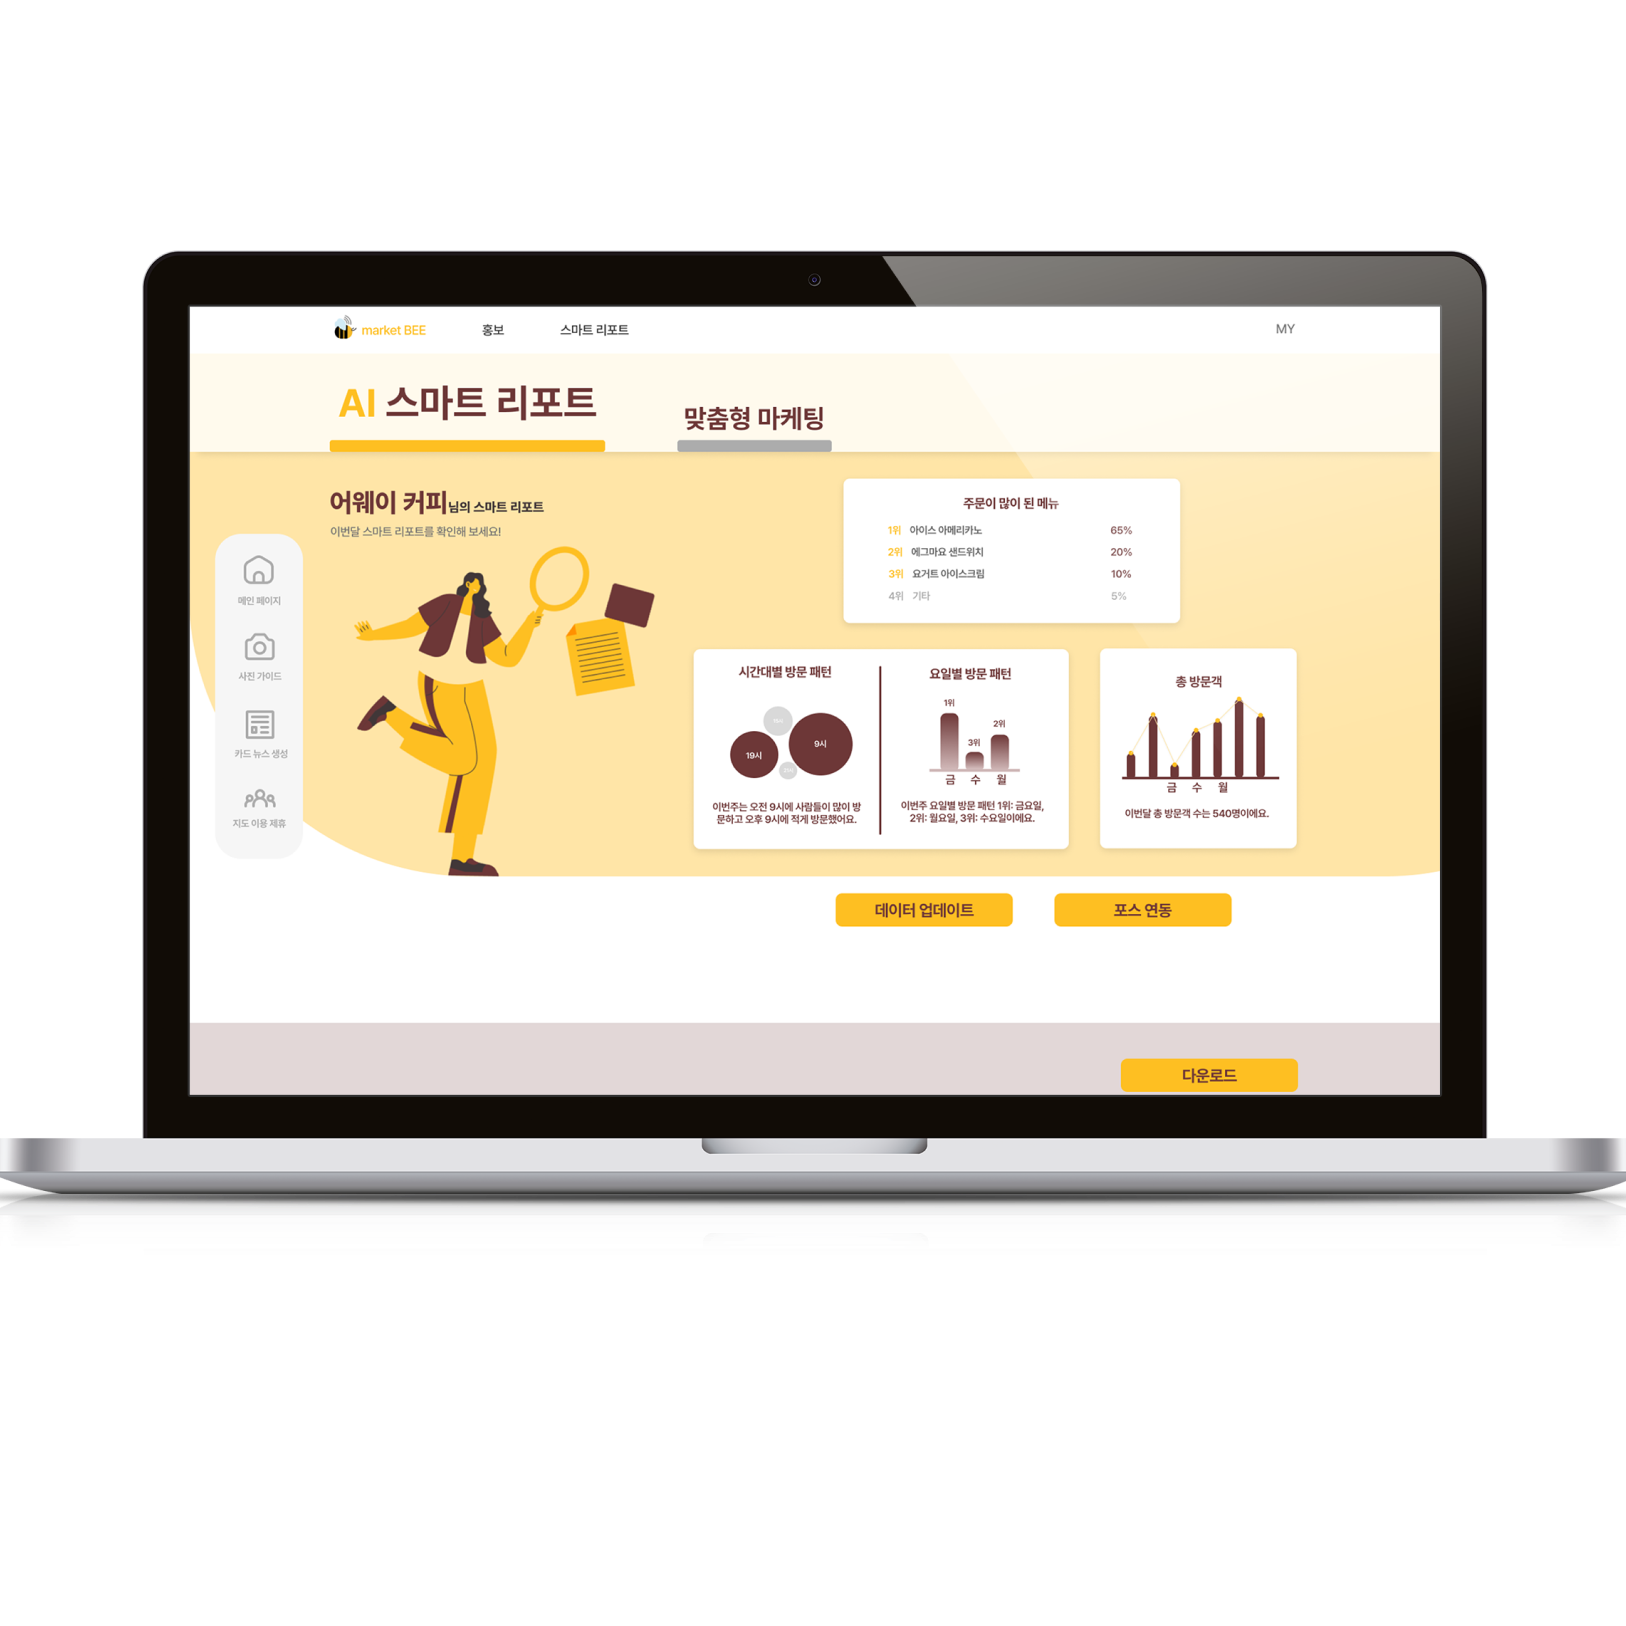 market BEE
홍보
스마트 리포트
MY
AI 스마트 리포트
맞춤형 마케팅
어웨이 커피님의 스마트 리포트
이번달 스마트 리포트를 확인해 보세요!
메인 페이지
사진 가이드
카드 뉴스 생성
지도 이용 제휴
주문이 많이 된 메뉴
1위 아이스 아메리카노 65%
2위 에그마요 샌드위치 20%
3위 요거트 아이스크림 10%
4위 기타 5%
시간대별 방문 패턴
19시
9시
이번주는 오전 9시에 사람들이 많이 방
문하고 오후 9시에 적게 방문했어요.
요일별 방문 패턴
1위
2위
3위
금 수 월
이번주 요일별 방문 패턴 1위: 금요일,
2위: 월요일, 3위: 수요일이에요.
총 방문객
금 수 월
이번달 총 방문객 수는 540명이에요.
데이터 업데이트
포스 연동
다운로드